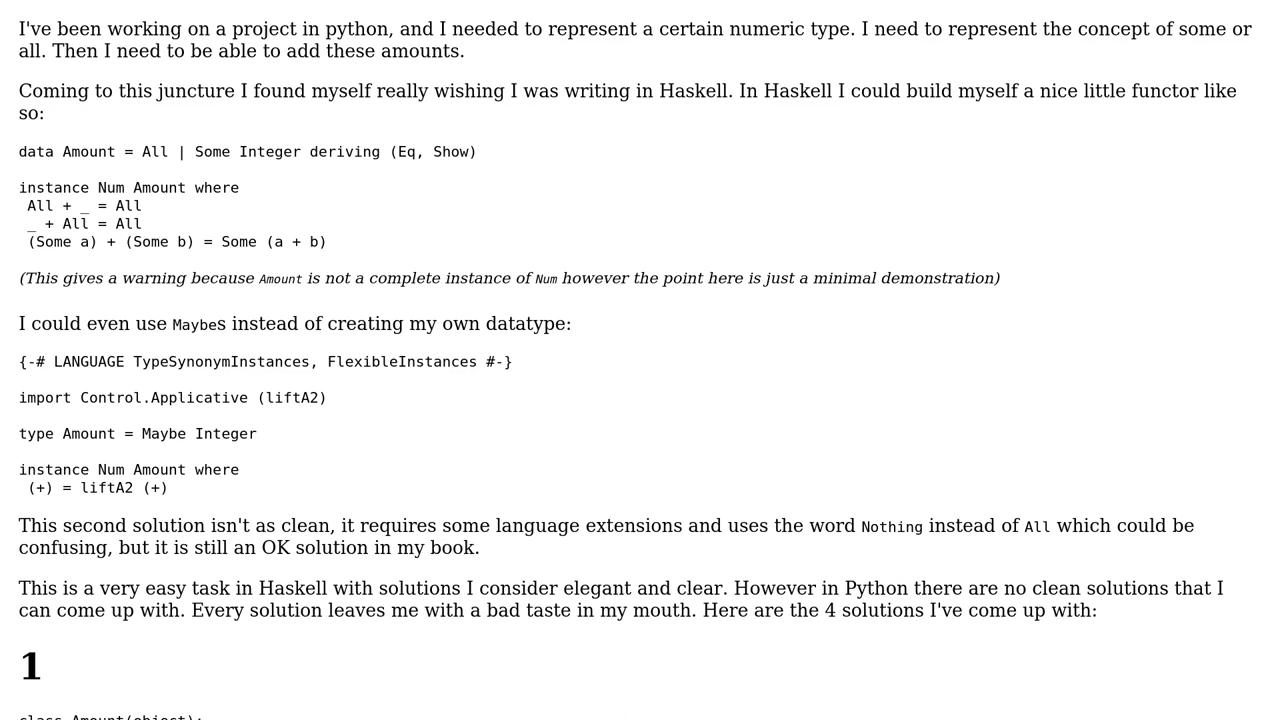 I've been working on a project in python, and I needed to represent a certain numeric type. I need to represent the concept of some or
all. Then I need to be able to add these amounts.
Coming to this juncture I found myself really wishing I was writing in Haskell. In Haskell I could build myself a nice little functor like
so:
data Amount = All | Some Integer deriving (Eq, Show)
instance Num Amount where
All + _ = All
_ + All = All
(Some a) + (Some b) = Some (a + b)
(This gives a warning because Amount is not a complete instance of Num however the point here is just a minimal demonstration)
I could even use Maybes instead of creating my own datatype:
{-# LANGUAGE TypeSynonymInstances, FlexibleInstances #-}
import Control.Applicative (liftA2)
type Amount = Maybe Integer
instance Num Amount where
(+) = liftA2 (+)
This second solution isn't as clean, it requires some language extensions and uses the word Nothing instead of All which could be
confusing, but it is still an OK solution in my book.
This is a very easy task in Haskell with solutions I consider elegant and clear. However in Python there are no clean solutions that I
can come up with. Every solution leaves me with a bad taste in my mouth. Here are the 4 solutions I've come up with:
1
class Amount(object):